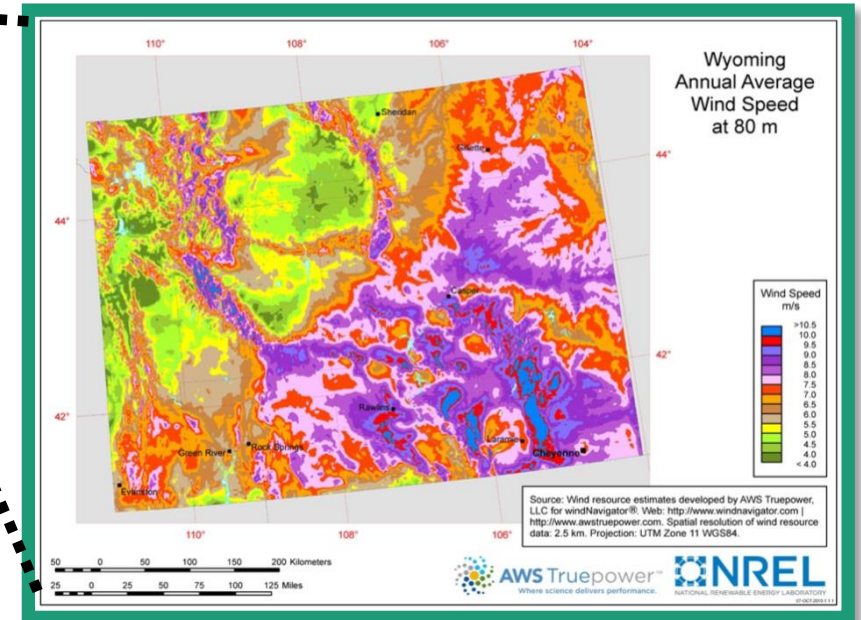 Wyoming
Annual Average
Wind Speed
at 80 m
110° 108° 106° 104°
Sheridan
Gillette
44°
44°
Casper
42°
42°
Rawlins
Laramie
Cheyenne
Green River
Rock Springs
Evanston
110° 108° 106°
Wind Speed
m/s
>10.5
10.0
9.5
9.0
8.5
8.0
7.5
7.0
6.5
6.0
5.5
5.0
4.5
4.0
< 4.0
Source: Wind resource estimates developed by AWS Truepower,
LLC for windNavigator®. Web: http://www.windnavigator.com |
http://www.awstruepower.com. Spatial resolution of wind resource
data: 2.5 km. Projection: UTM Zone 11 WGS84.
50 0 50 100 150 200 Kilometers
25 0 25 50 75 100 125 Miles
AWS Truepower™
Where science delivers performance.
NREL
NATIONAL RENEWABLE ENERGY LABORATORY